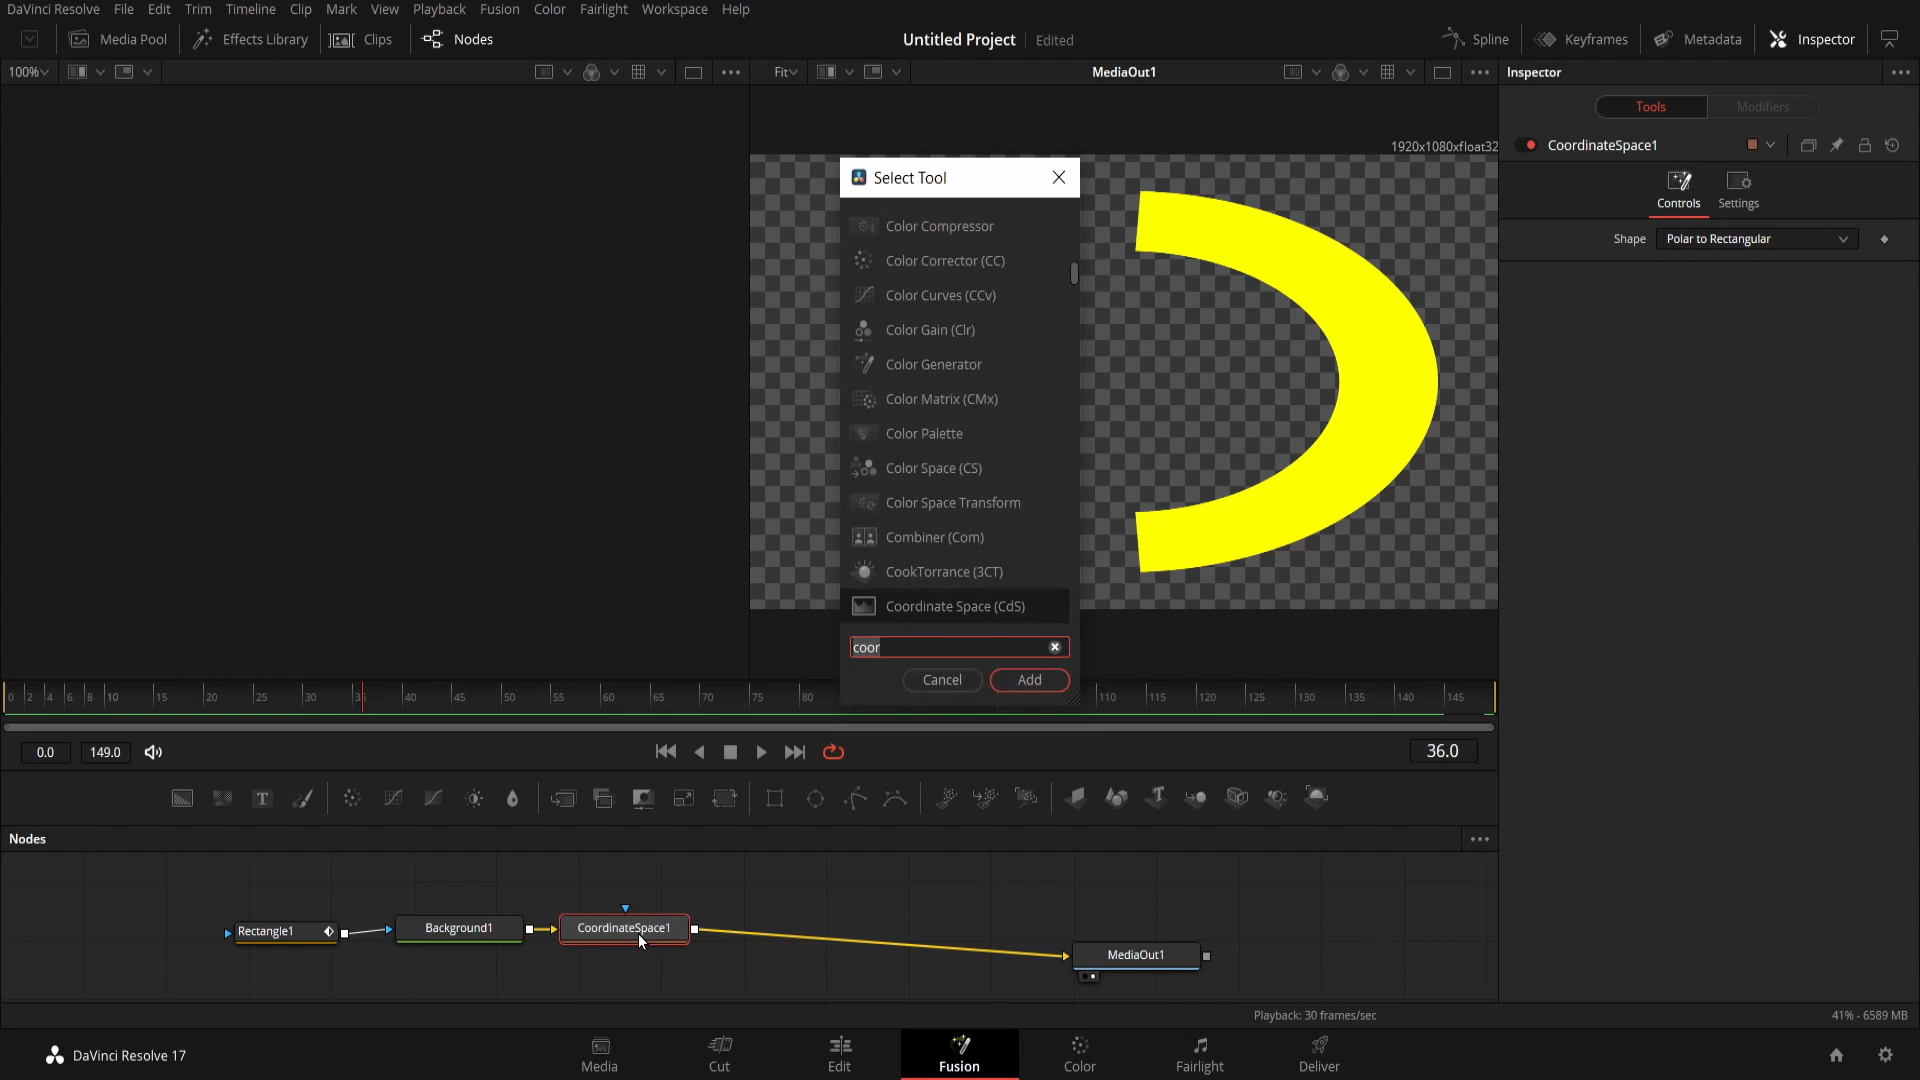 DaVinci Resolve File Edit Trim Timeline Clip Mark View Playback Fusion Color Fairlight Workspace Help
Media Pool Effects Library Clips Nodes Untitled Project Edited Spline Keyframes Metadata Inspector
100% Fit MediaOut1 Inspector
Tools Modifiers
1920x1080xfloat32
CoordinateSpace1
Controls Settings
Shape Polar to Rectangular
Select Tool
Color Compressor
Color Corrector (CC)
Color Curves (CCv)
Color Gain (Clr)
Color Generator
Color Matrix (CMx)
Color Palette
Color Space (CS)
Color Space Transform
Combiner (Com)
CookTorrance (3CT)
Coordinate Space (CdS)
coor
Cancel Add
0 2 4 6 8 10 15 20 25 30 40 45 50 55 60 65 70 75 80 110 115 120 125 130 135 140 145
0.0 149.0 36.0
Nodes
Rectangle1 Background1 CoordinateSpace1
MediaOut1
Playback: 30 frames/sec 41% - 6589 MB
DaVinci Resolve 17 Media Cut Edit Fusion Color Fairlight Deliver